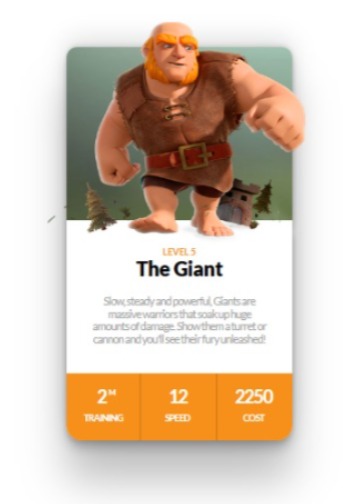 LEVEL 5
The Giant
Slow, steady and powerful, Giants are
massive warriors that soak up huge
amounts of damage. Show them a turret or
cannon and you'll see their fury unleashed!
2M 12 2250
TRAINING SPEED COST